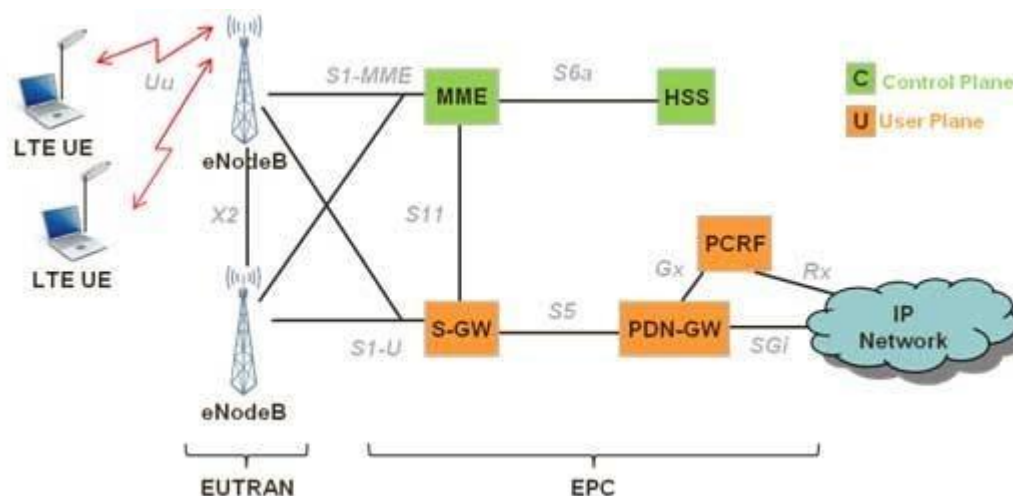 Uu
LTE UE
LTE UE
eNodeB
X2
eNodeB
S1-MME
MME
S6a
HSS
C Control Plane
U User Plane
S11
PCRF
Gx
Rx
S1-U
S-GW
S5
PDN-GW
SGi
IP
Network
EUTRAN
EPC